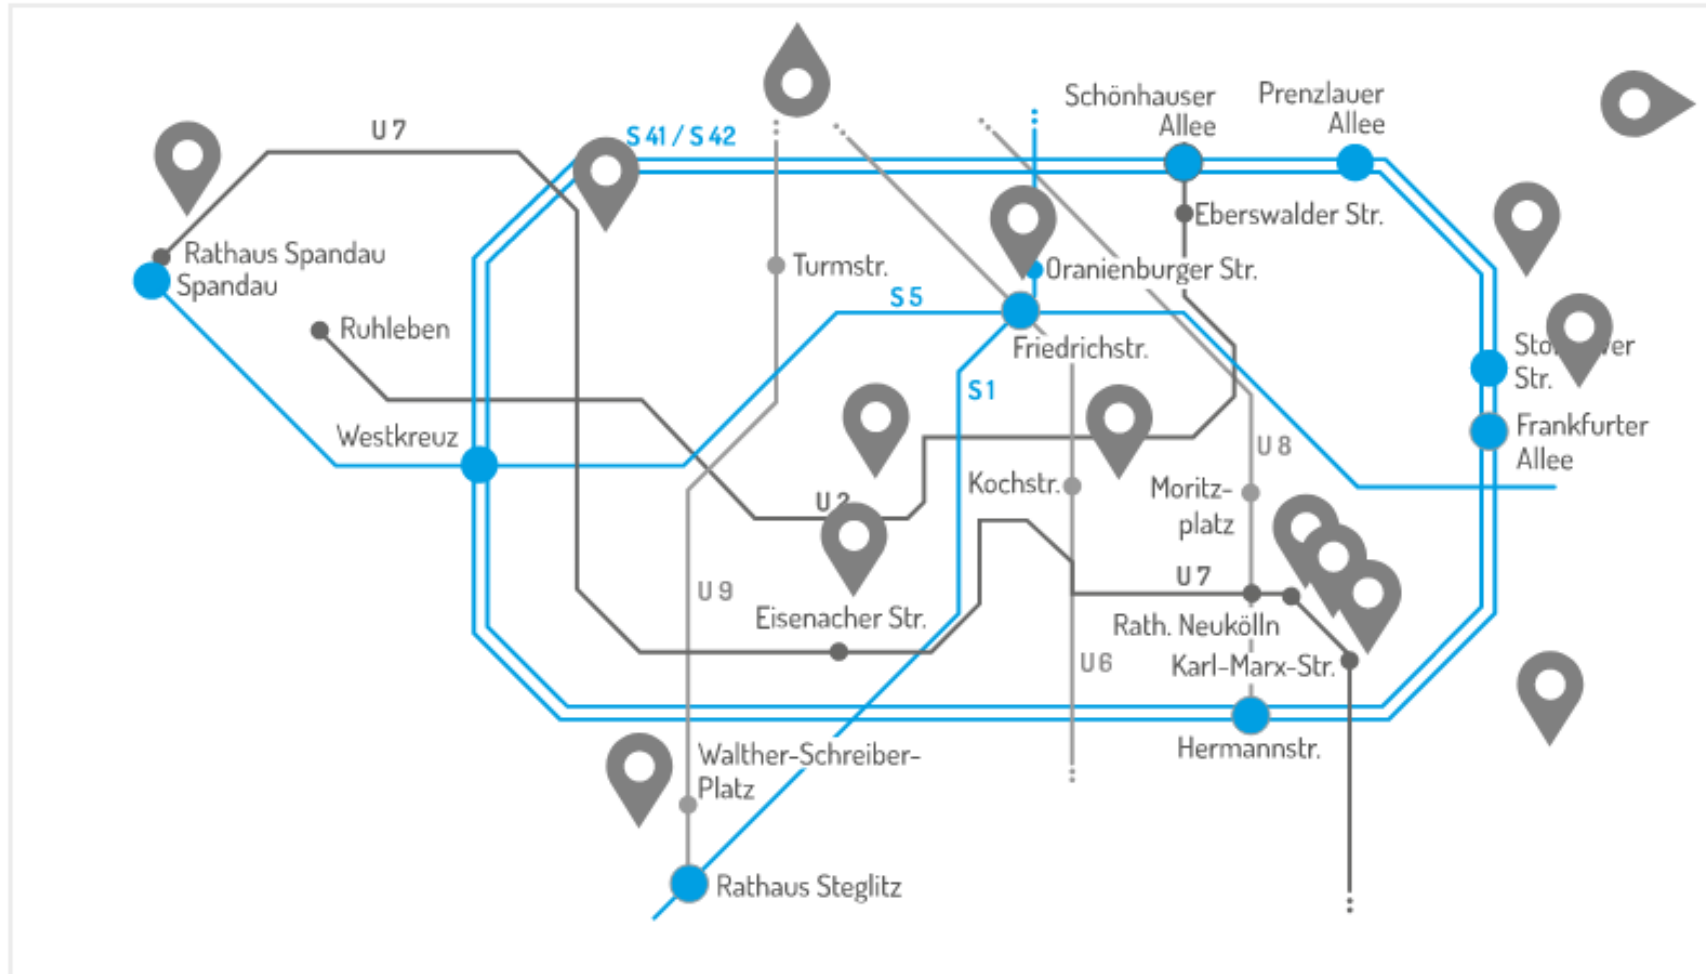 U 7
S 41 / S 42
Schönhauser
Allee
Prenzlauer
Allee
Eberswalder Str.
Rathaus Spandau
Spandau
Turmstr.
Oranienburger Str.
Ruhleben
S 5
Friedrichstr.
Str.
S 1
Westkreuz
Frankfurter
Allee
U 8
Kochstr.
Moritz-
platz
U 2
U 7
U 9
Eisenacher Str.
Rath. Neukölln
U 6
Karl-Marx-Str.
Hermannstr.
Walther-Schreiber-
Platz
Rathaus Steglitz